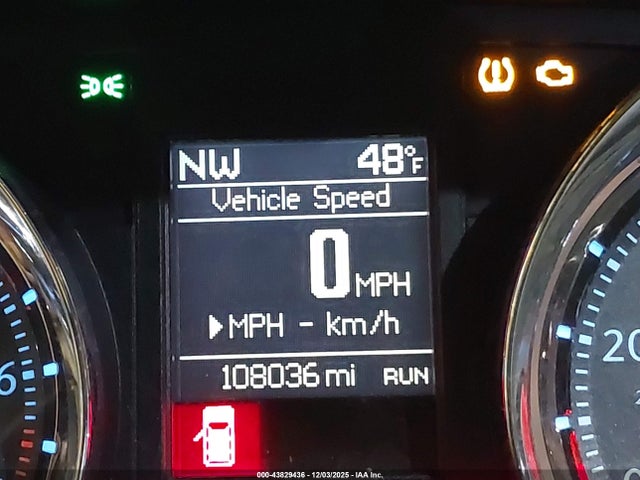 NW 48°F
Vehicle Speed
0 MPH
▶MPH - km/h
108036 mi RUN
6
20
000-43829436 - 12/03/2025 - IAA Inc.